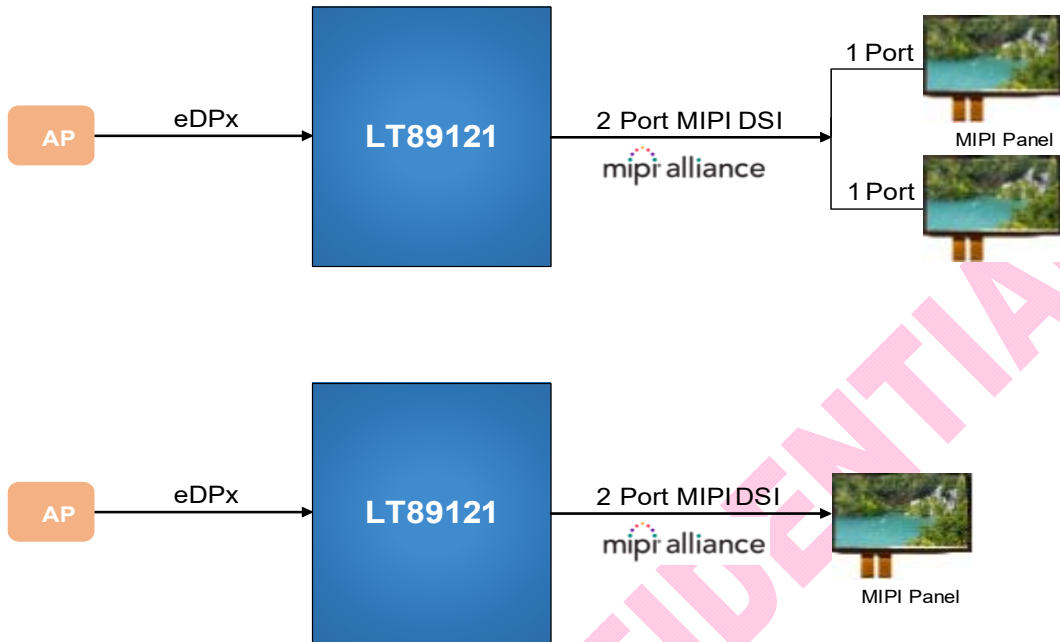 1 Port
AP
eDPx
LT89121
2 Port MIPI DSI
mipi alliance
MIPI Panel
1 Port
AP
eDPx
LT89121
2 Port MIPI DSI
mipi alliance
MIPI Panel